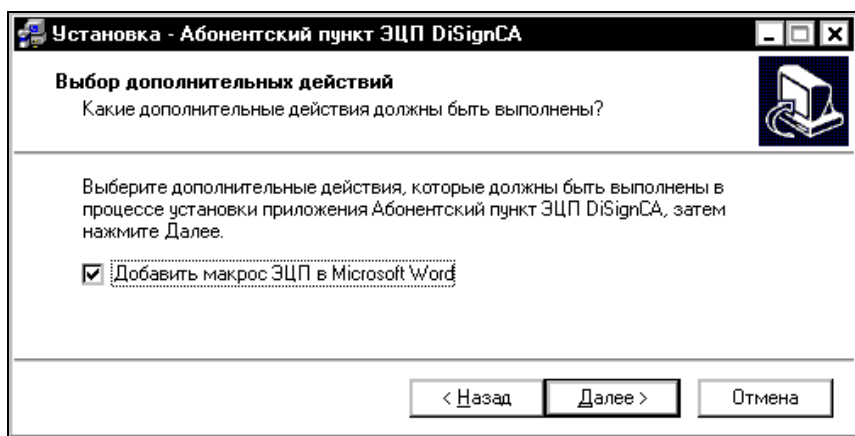 Установка - Абонентский пункт ЭЦП DiSignCA
Выбор дополнительных действий
Какие дополнительные действия должны быть выполнены?
Выберите дополнительные действия, которые должны быть выполнены в
процессе установки приложения Абонентский пункт ЭЦП DiSignCA, затем
нажмите Далее.
Добавить макрос ЭЦП в Microsoft Word
< Назад Далее > Отмена